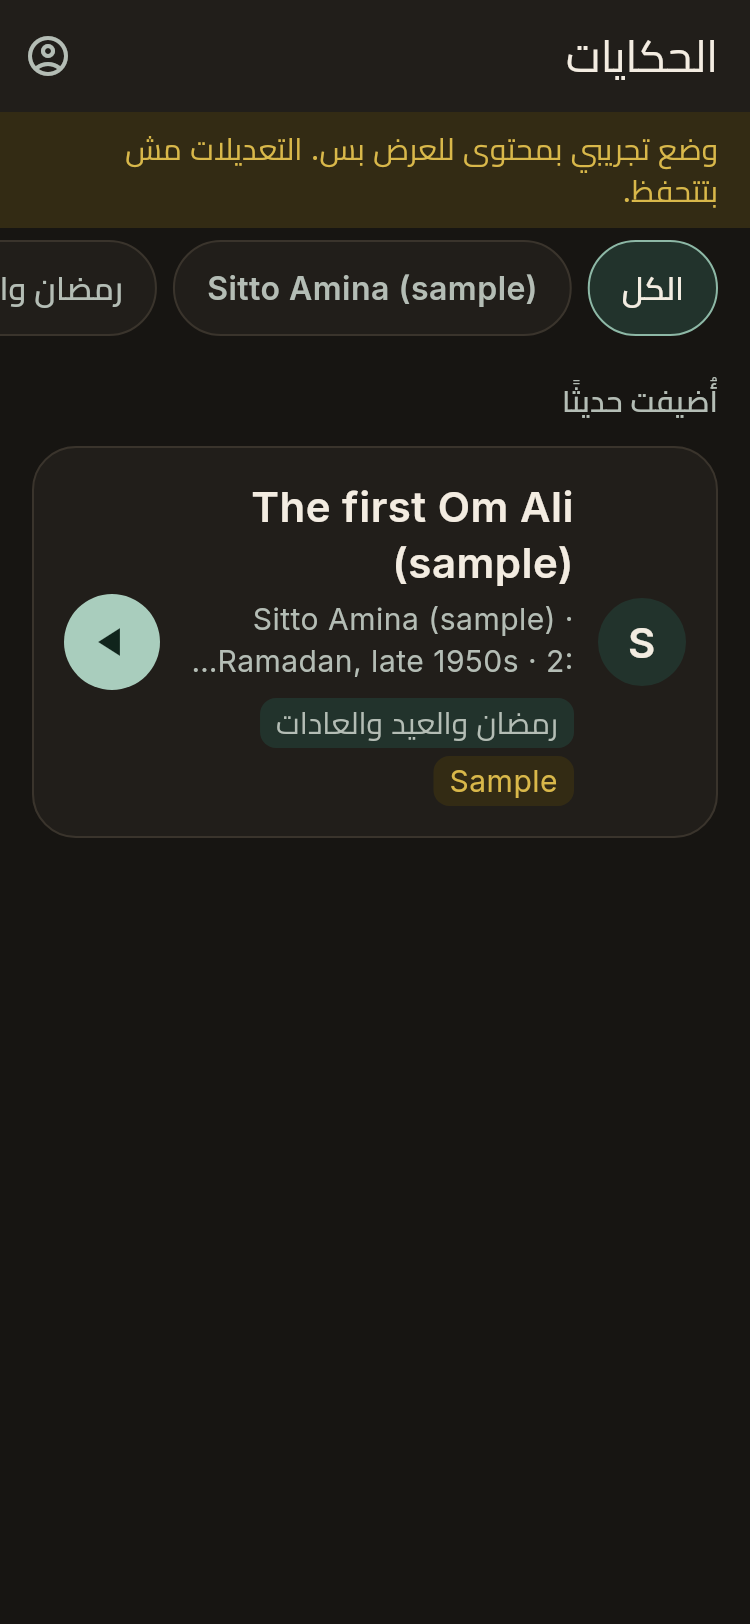 الحكايات
وضع تجريبي بمحتوى للعرض بس. التعديلات مش
بتتحفظ.
الكل
Sitto Amina (sample)
رمضان وا
أُضيفت حديثًا
The first Om Ali
(sample)
S
Sitto Amina (sample) ·
Ramadan, late 1950s · 2:…
رمضان والعيد والعادات
Sample